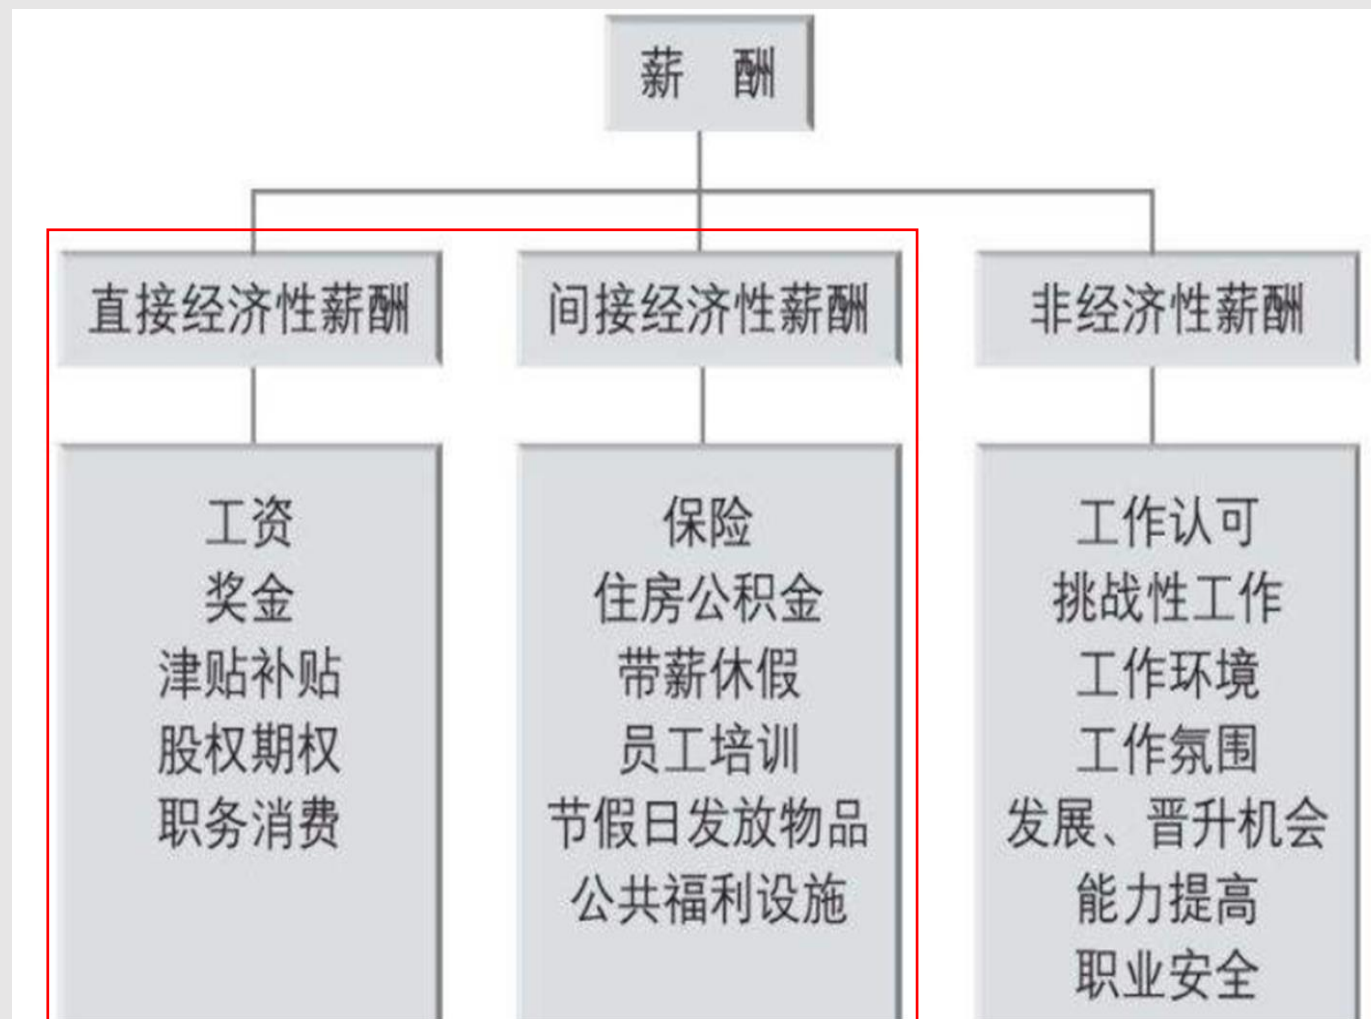 薪 酬
直接经济性薪酬
间接经济性薪酬
非经济性薪酬
工资
奖金
津贴补贴
股权期权
职务消费
保险
住房公积金
带薪休假
员工培训
节假日发放物品
公共福利设施
工作认可
挑战性工作
工作环境
工作氛围
发展、晋升机会
能力提高
职业安全